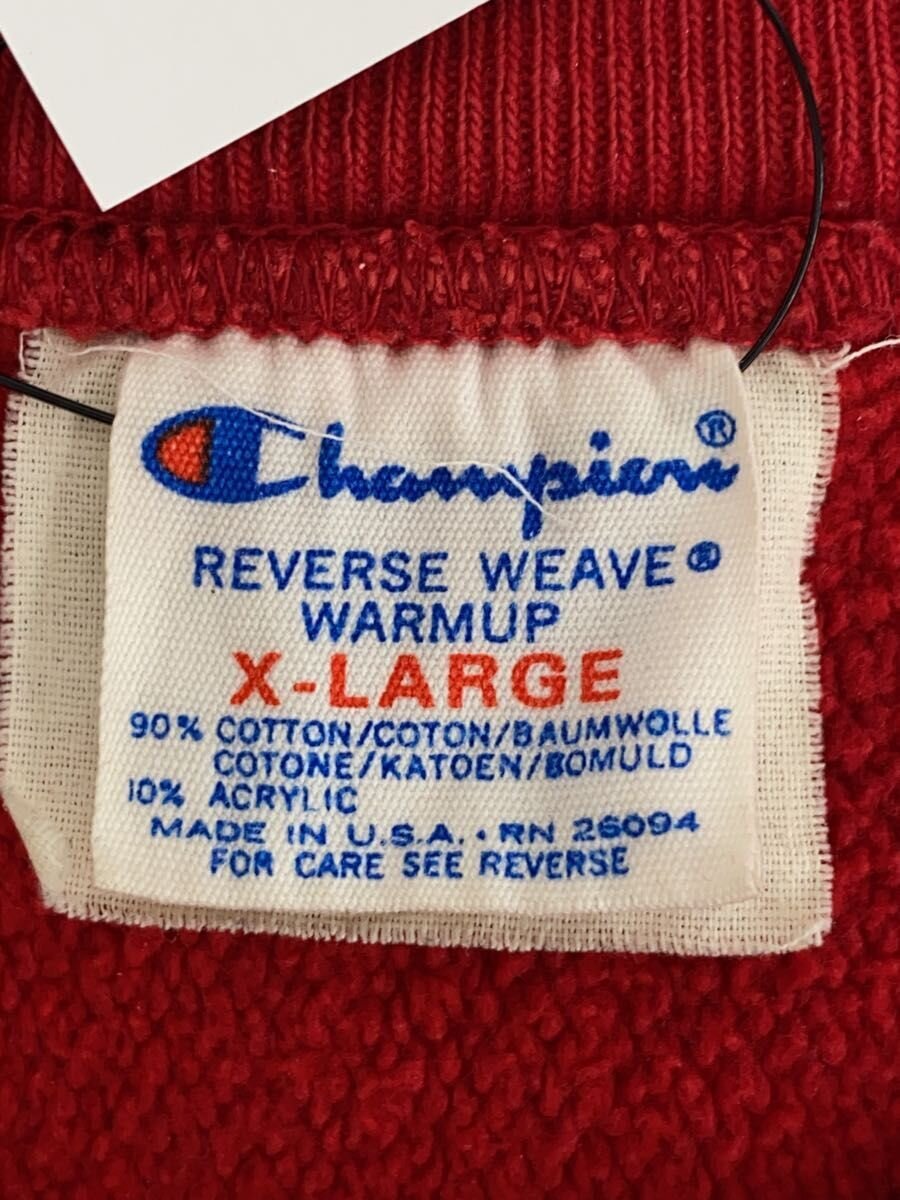 Champion®
REVERSE WEAVE®
WARMUP
X-LARGE
90% COTTON/COTON/BAUMWOLLE
COTONE/KATOEN/BOMULD
10% ACRYLIC
MADE IN U.S.A. · RN 26094
FOR CARE SEE REVERSE